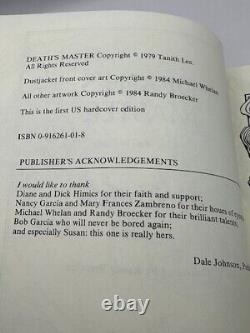 DEATH'S MASTER Copyright © 1979 Tanith Lee.
All Rights Reserved
Dustjacket front cover art Copyright © 1984 Michael Whelan
All other artwork Copyright © 1984 Randy Broecker
This is the first US hardcover edition
ISBN 0-916261-01-8
PUBLISHER'S ACKNOWLEDGEMENTS
I would like to thank
Diane and Dick Himics for their faith and support;
Nancy Garcia and Mary Frances Zambreno for their hours of
Michael Whelan and Randy Broecker for their brilliant talents;
Bob Garcia who will never be bored again;
and especially Susan: this one is really hers.
Dale Johnson,
thumbimg.com